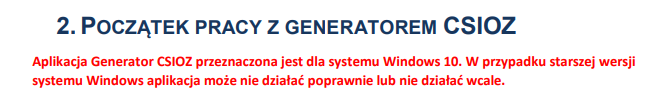 2. POCZĄTEK PRACY Z GENERATOREM CSIOZ
Aplikacja Generator CSIOZ przeznaczona jest dla systemu Windows 10. W przypadku starszej wersji
systemu Windows aplikacja może nie działać poprawnie lub nie działać wcale.